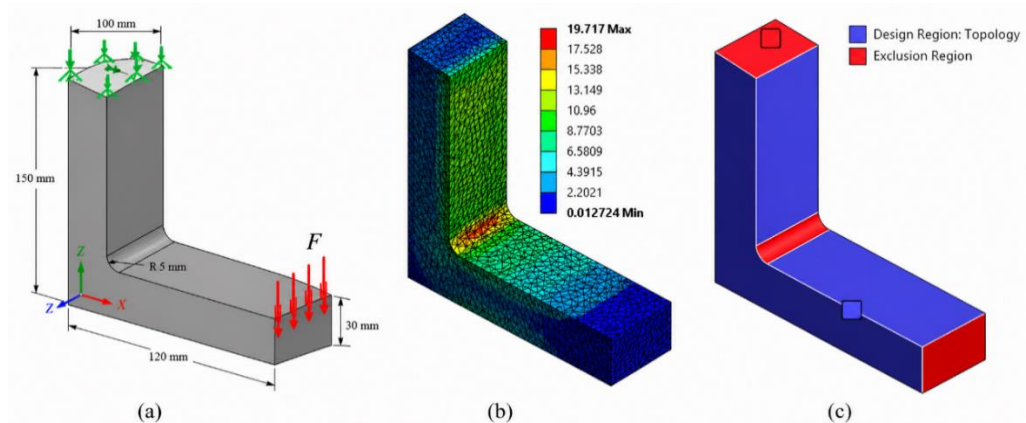 100 mm
150 mm
R 5 mm
F
Z
Z
X
30 mm
120 mm
(a)
19.717 Max
17.528
15.338
13.149
10.96
8.7703
6.5809
4.3915
2.2021
0.012724 Min
(b)
Design Region: Topology
Exclusion Region
(c)